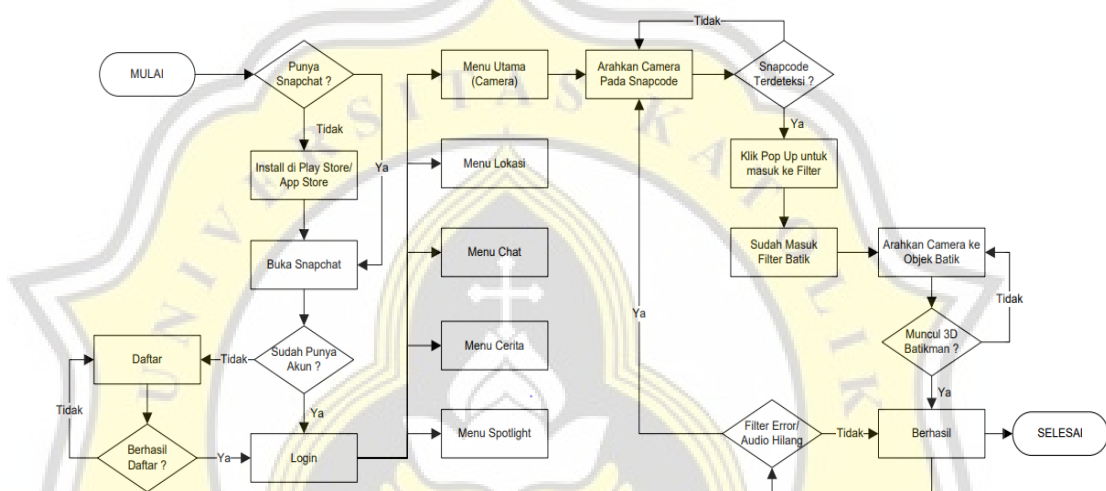 MULAI
Punya
Snapchat ?
Tidak
Ya
Install di Play Store/
App Store
Buka Snapchat
Sudah Punya
Akun ?
Tidak
Daftar
Tidak
Berhasil
Daftar ?
Ya
Ya
Login
Menu Utama
(Camera)
Menu Lokasi
Menu Chat
Menu Cerita
Menu Spotlight
Arahkan Camera
Pada Snapcode
Tidak
Snapcode
Terdeteksi ?
Ya
Klik Pop Up untuk
masuk ke Filter
Sudah Masuk
Filter Batik
Arahkan Camera ke
Objek Batik
Tidak
Muncul 3D
Batikman ?
Ya
Ya
Filter Error/
Audio Hilang
Tidak
Berhasil
SELESAI
UNIVERSITAS KATOLIK